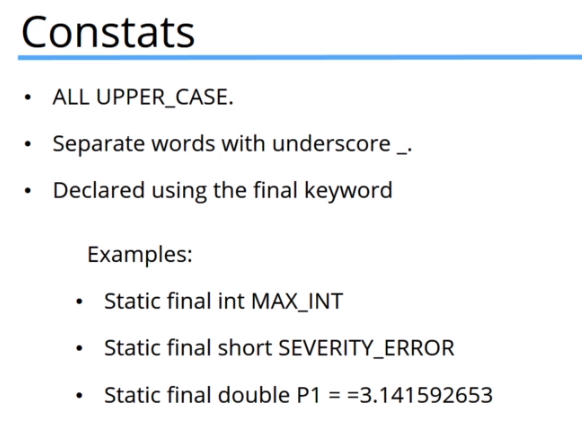 Constats
• ALL UPPER_CASE.
• Separate words with underscore _.
• Declared using the final keyword
Examples:
• Static final int MAX_INT
• Static final short SEVERITY_ERROR
• Static final double P1 = =3.141592653